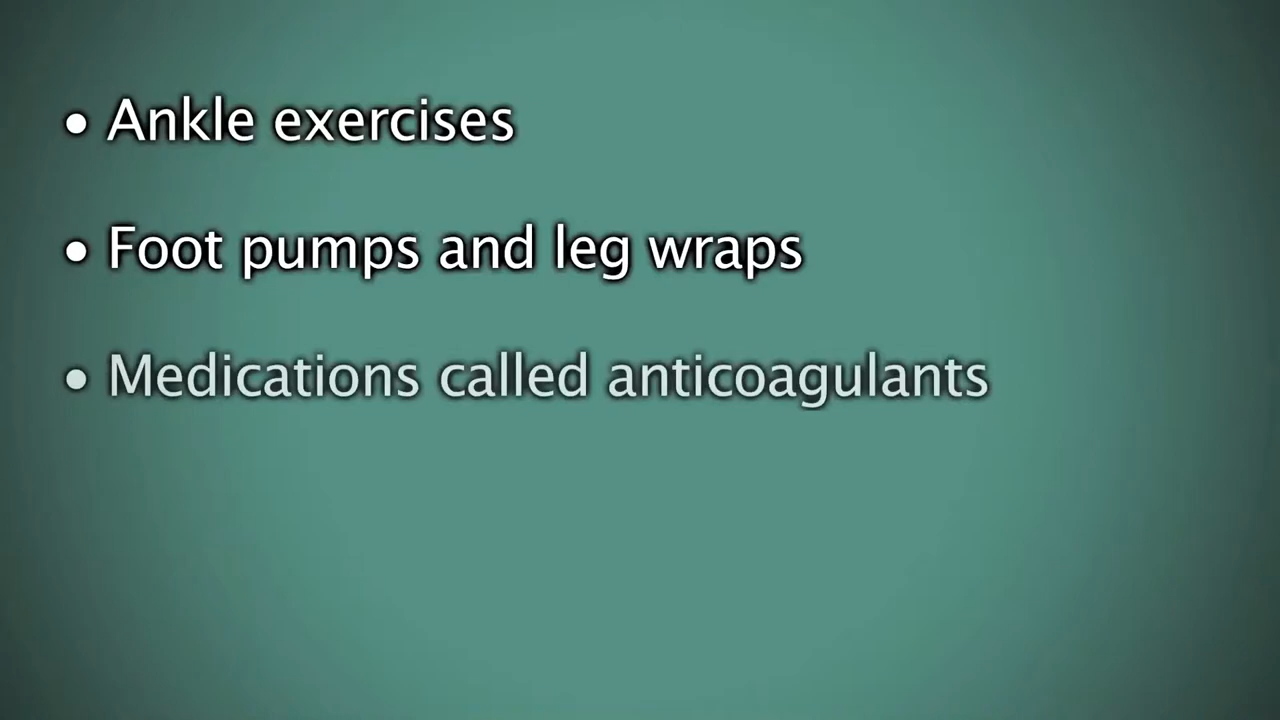 • Ankle exercises
• Foot pumps and leg wraps
• Medications called anticoagulants